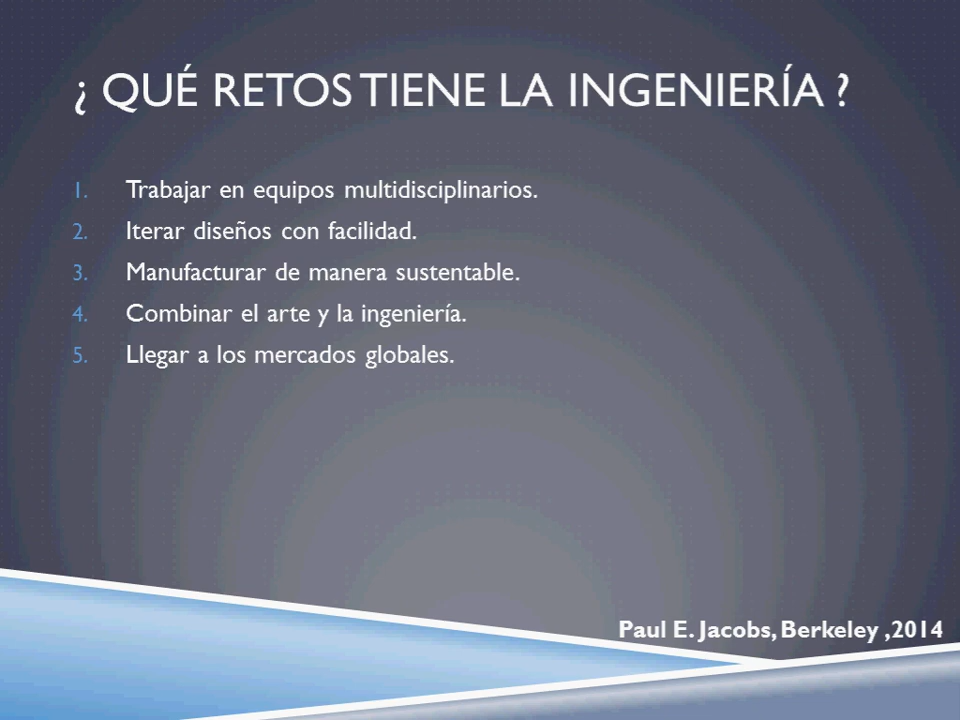 ¿ QUÉ RETOS TIENE LA INGENIERÍA ?
1. Trabajar en equipos multidisciplinarios.
2. Iterar diseños con facilidad.
3. Manufacturar de manera sustentable.
4. Combinar el arte y la ingeniería.
5. Llegar a los mercados globales.
Paul E. Jacobs, Berkeley ,2014